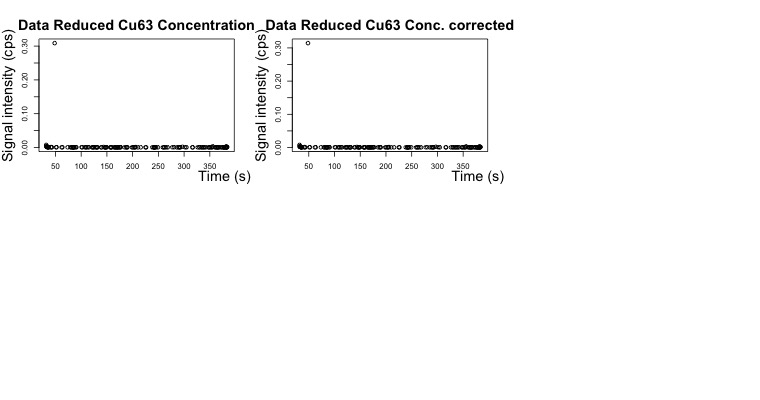 Data Reduced Cu63 Concentration
Signal intensity (cps)
0.00 0.10 0.20 0.30
50 100 150 200 250 300 350
Time (s)
Data Reduced Cu63 Conc. corrected
Signal intensity (cps)
0.00 0.10 0.20 0.30
50 100 150 200 250 300 350
Time (s)